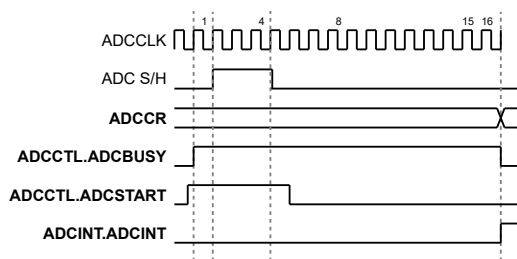 1 4 8 15 16
ADCCLK
ADC S/H
ADCCR
ADCCTL.ADCBUSY
ADCCTL.ADCSTART
ADCINT.ADCINT